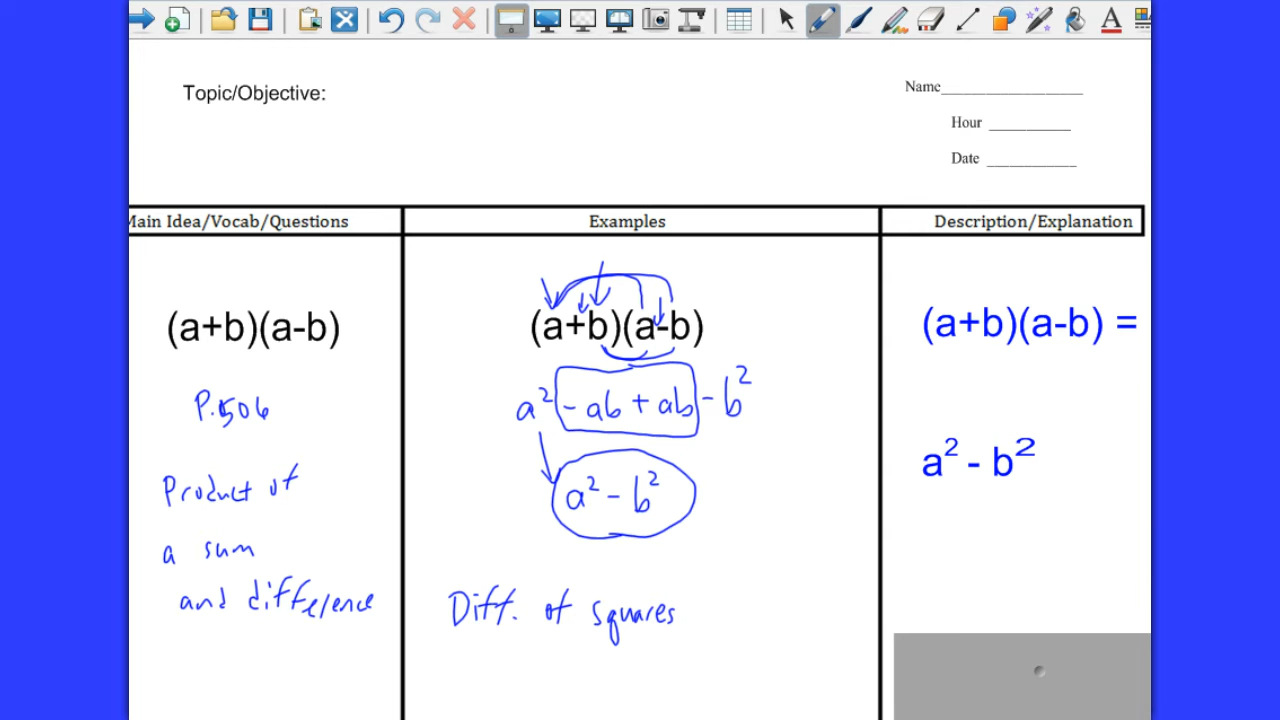 Topic/Objective:
Name
Hour
Date
Main Idea/Vocab/Questions
Examples
Description/Explanation
(a+b)(a-b)
P.506
Product of
a sum
and difference
(a+b)(a-b)
a² - ab + ab - b²
a² - b²
Diff. of squares
(a+b)(a-b) =
a² - b²